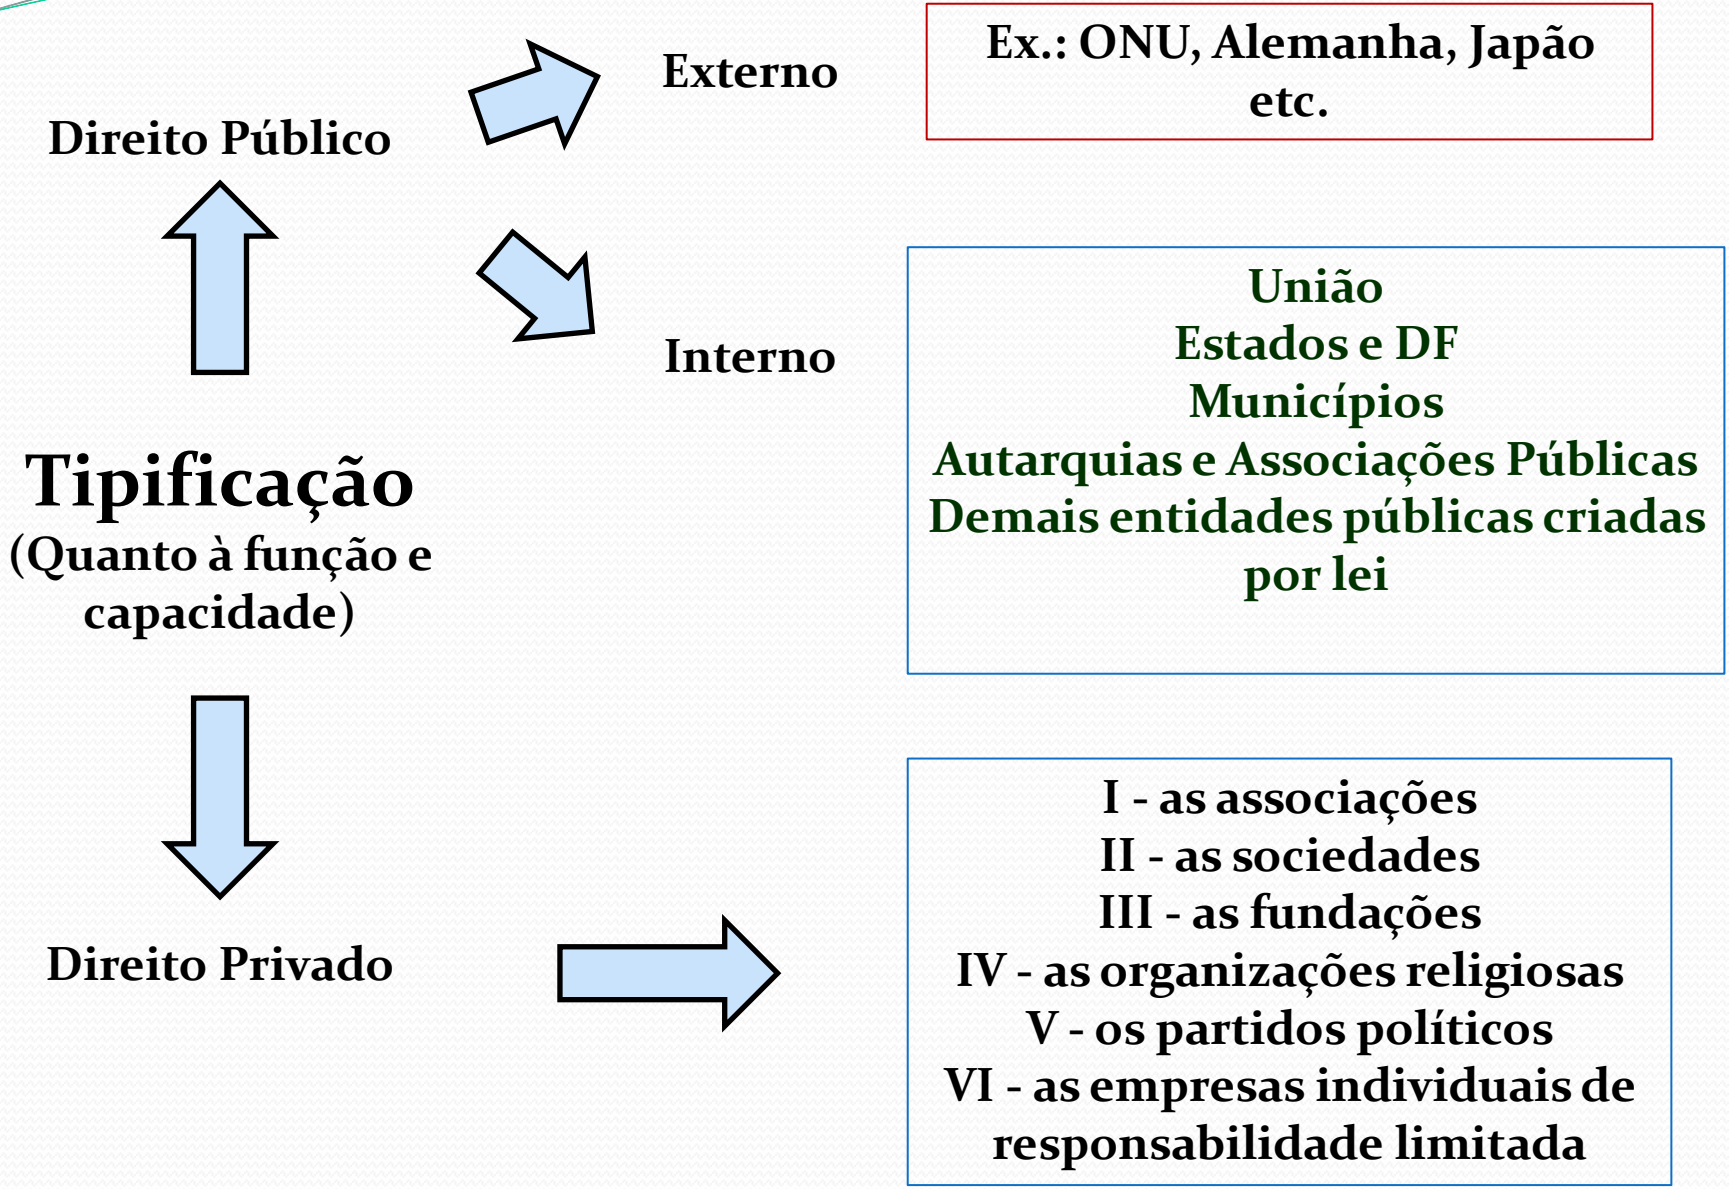 Direito Público
Externo
Ex.: ONU, Alemanha, Japão
etc.
Interno
União
Estados e DF
Municípios
Autarquias e Associações Públicas
Demais entidades públicas criadas
por lei
Tipificação
(Quanto à função e
capacidade)
Direito Privado
I - as associações
II - as sociedades
III - as fundações
IV - as organizações religiosas
V - os partidos políticos
VI - as empresas individuais de
responsabilidade limitada